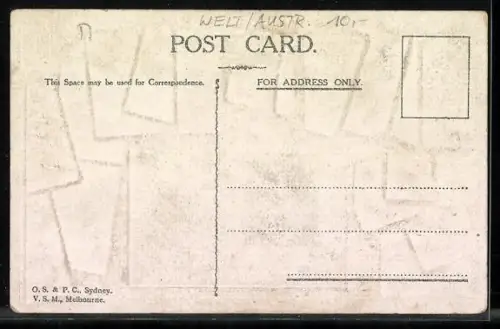 WELT/AUSTR. 10,-
POST CARD.
This Space may be used for Correspondence.
FOR ADDRESS ONLY.
O. S. & P. C., Sydney.
V. S. M., Melbourne.